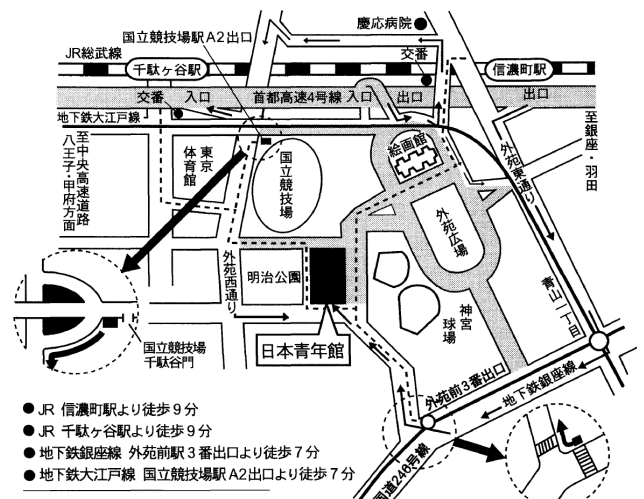 慶応病院
国立競技場駅A2出口
JR総武線
交番
千駄ヶ谷駅
信濃町駅
交番
入口
首都高速4号線
入口
出口
出口
地下鉄大江戸線
至中央高速道路
八王子・甲府方面
東京
体育館
国立競技場
絵画館
外苑東通り
至銀座・羽田
外苑広場
外苑西通り
明治公園
神宮
球場
青山一丁目
日本青年館
国立競技場
千駄谷門
外苑前3番出口
地下鉄銀座線
国道246号線
●JR 信濃町駅より徒歩9分
●JR 千駄ヶ谷駅より徒歩9分
●地下鉄銀座線 外苑前駅3番出口より徒歩7分
●地下鉄大江戸線 国立競技場駅A2出口より徒歩7分